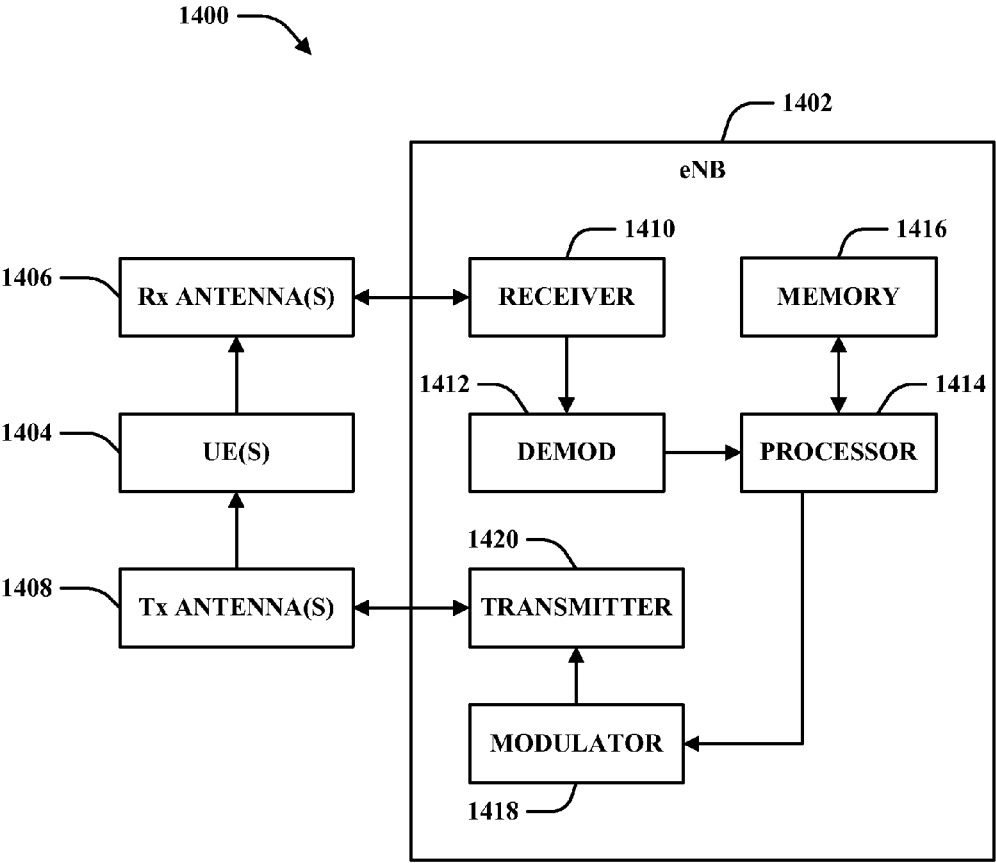 1400
1402
eNB
1410
1416
1406
Rx ANTENNA(S)
RECEIVER
MEMORY
1412
1414
1404
UE(S)
DEMOD
PROCESSOR
1420
1408
Tx ANTENNA(S)
TRANSMITTER
MODULATOR
1418